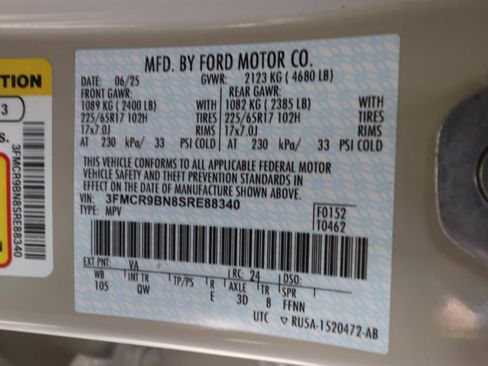 MFD. BY FORD MOTOR CO.
DATE: 06/25 GVWR: 2123 KG ( 4680 LB)
FRONT GAWR: REAR GAWR:
1089 KG ( 2400 LB) WITH 1082 KG ( 2385 LB) WITH
225/65R17 102H TIRES 225/65R17 102H TIRES
17x7.0J RIMS 17x7.0J RIMS
AT 230 kPa/ 33 PSI COLD AT 230 kPa/ 33 PSI COLD
THIS VEHICLE CONFORMS TO ALL APPLICABLE FEDERAL MOTOR
VEHICLE SAFETY AND THEFT PREVENTION STANDARDS IN
EFFECT ON THE DATE OF MANUFACTURE SHOWN ABOVE.
VIN: 3FMCR9BN8SRE88340
TYPE: MPV
F0152
T0462
EXT PNT: VA RC: 24 DSO:
WB INT TR TP/PS R AXLE TR SPR
105 QW E 3D 8 FFNN
UTC RU5A-1520472-AB
3
s.
3FMCR9BN8SRE88340